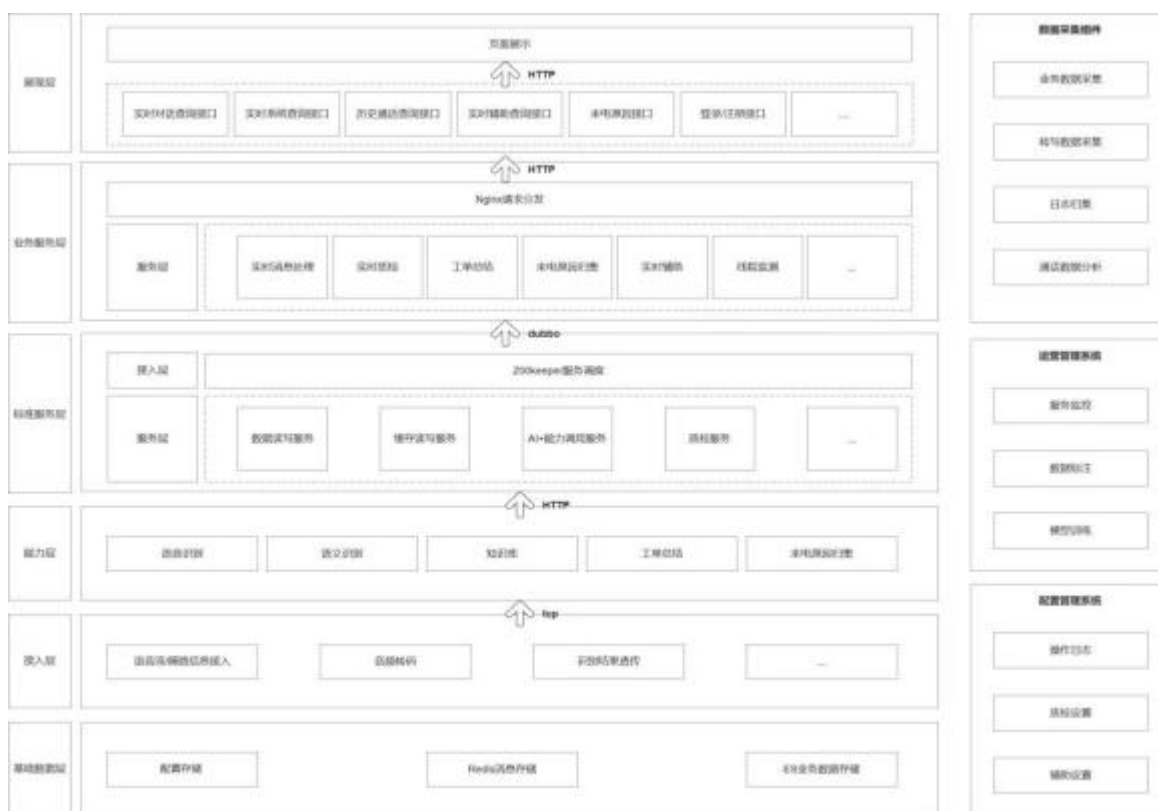 页面展示
HTTP
展现层
实时对话查询接口
实时系统查询接口
历史通话查询接口
实时辅助查询接口
来电原因接口
登录/注册接口
...
HTTP
Nginx请求分发
业务服务层
服务层
实时消息处理
实时质检
工单总结
来电原因归集
实时辅助
线程监测
...
dubbo
接入层
Z00keeper服务调度
标准服务层
服务层
数据读写服务
缓存读写服务
AI+能力调用服务
质检服务
...
HTTP
能力层
语音识别
语义识别
知识库
工单总结
来电原因归集
tcp
接入层
语音流/随路信息接入
音频转码
识别结果透传
...
基础数据层
配置存储
Redis消息存储
ES业务数据存储
数据采集组件
业务数据采集
转写数据采集
日志归集
通话数据分析
运营管理系统
服务监控
数据标注
模型训练
配置管理系统
操作日志
质检设置
辅助设置